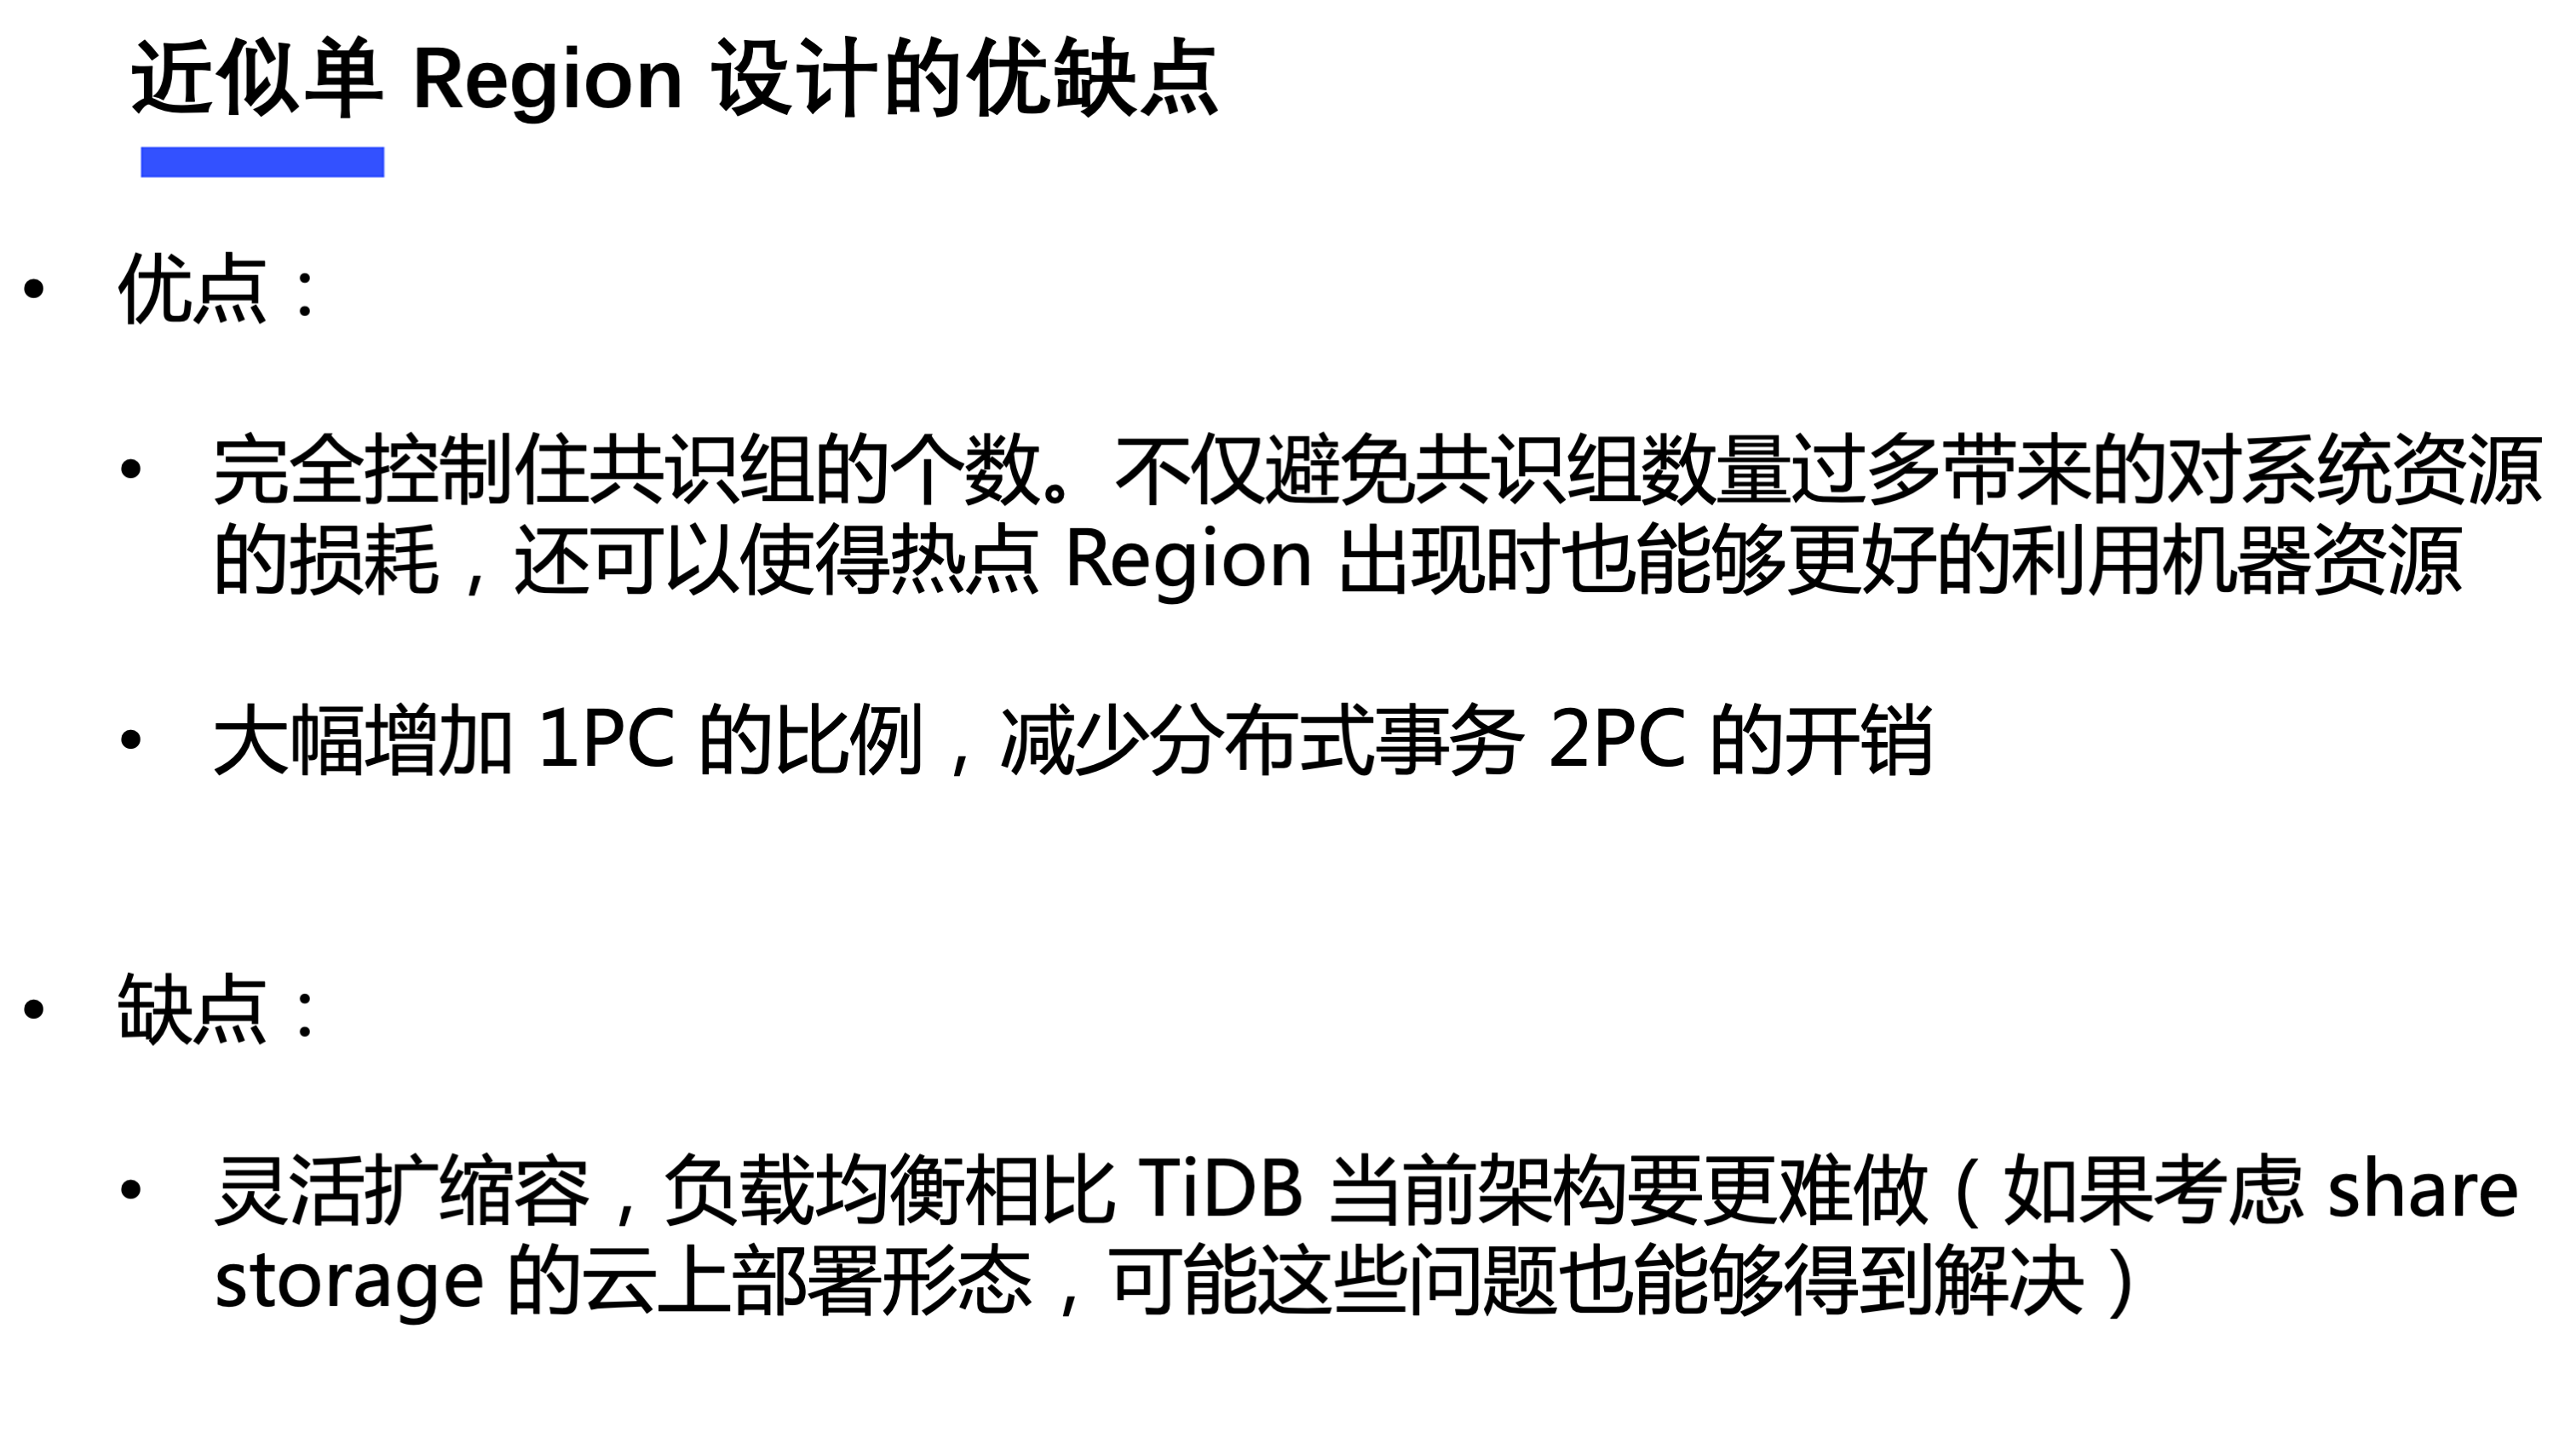 近似单 Region 设计的优缺点
• 优点：
• 完全控制住共识组的个数。不仅避免共识组数量过多带来的对系统资源
的损耗，还可以使得热点 Region 出现时也能够更好的利用机器资源
• 大幅增加 1PC 的比例，减少分布式事务 2PC 的开销
• 缺点：
• 灵活扩缩容，负载均衡相比 TiDB 当前架构要更难做（如果考虑 share
storage 的云上部署形态，可能这些问题也能够得到解决）